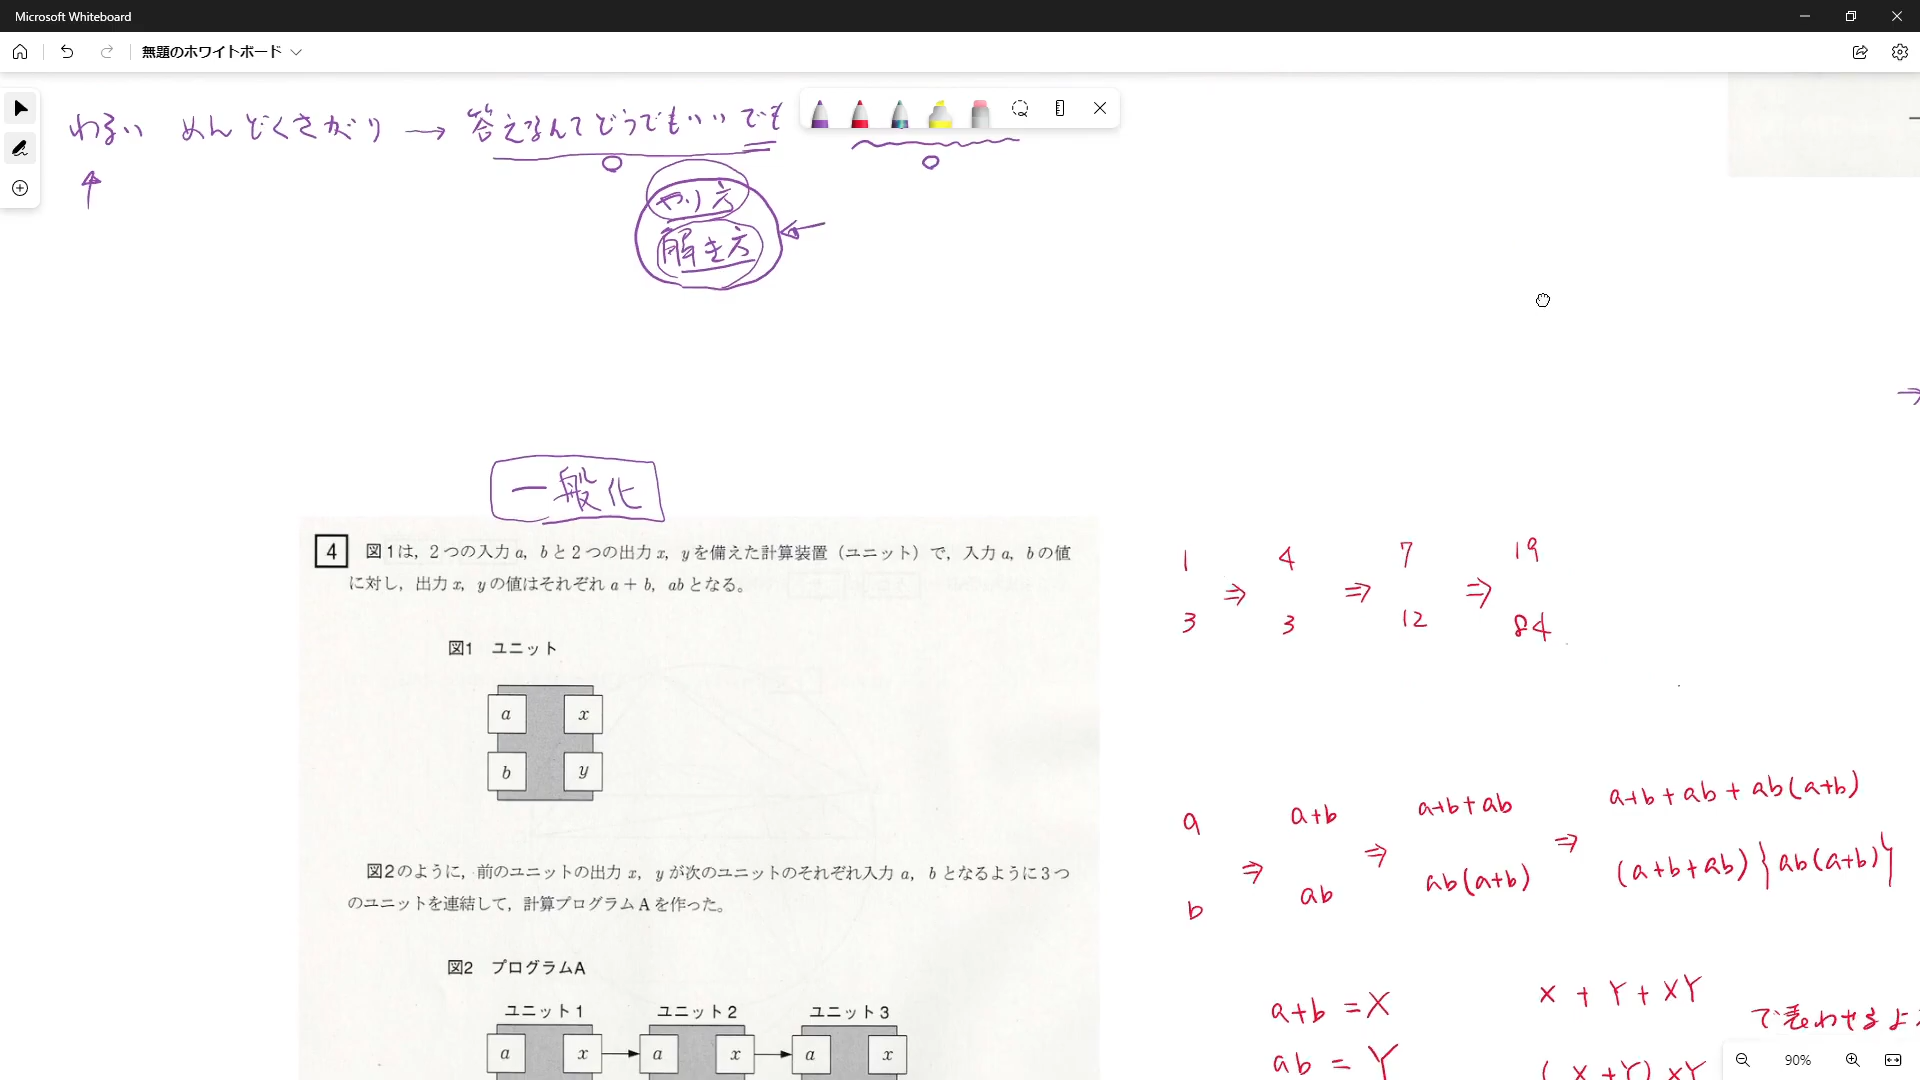 Microsoft Whiteboard
無題のホワイトボード
わるい めんどくさがり → 答えなんてどうでもいい でも
やり方
解き方
一般化
4 図1は，2つの入力 a，b と2つの出力 x，y を備えた計算装置（ユニット）で，入力 a，b の値
に対し，出力 x，y の値はそれぞれ a + b，ab となる。
図1 ユニット
a x
b y
図2のように，前のユニットの出力 x，y が次のユニットのそれぞれ入力 a，b となるように3つ
のユニットを連結して，計算プログラム A を作った。
図2 プログラムA
ユニット1 ユニット2 ユニット3
a x a x a x
1 4 7 19
⇒ ⇒ ⇒
3 3 12 84
a a+b a+b+ab a+b+ab+ab(a+b)
⇒ ⇒ ⇒
b ab ab(a+b) (a+b+ab){ab(a+b)}
a+b = X X + Y + XY
で表わせるよ
ab = Y (X+Y) XY
90%